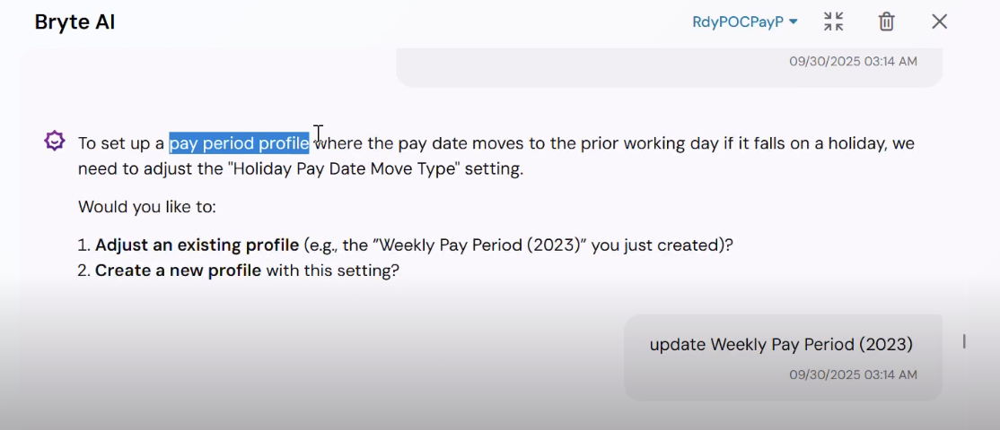 Bryte AI
RdyPOCPayP
09/30/2025 03:14 AM
To set up a pay period profile where the pay date moves to the prior working day if it falls on a holiday, we
need to adjust the "Holiday Pay Date Move Type" setting.
Would you like to:
1. Adjust an existing profile (e.g., the "Weekly Pay Period (2023)" you just created)?
2. Create a new profile with this setting?
update Weekly Pay Period (2023)
09/30/2025 03:14 AM